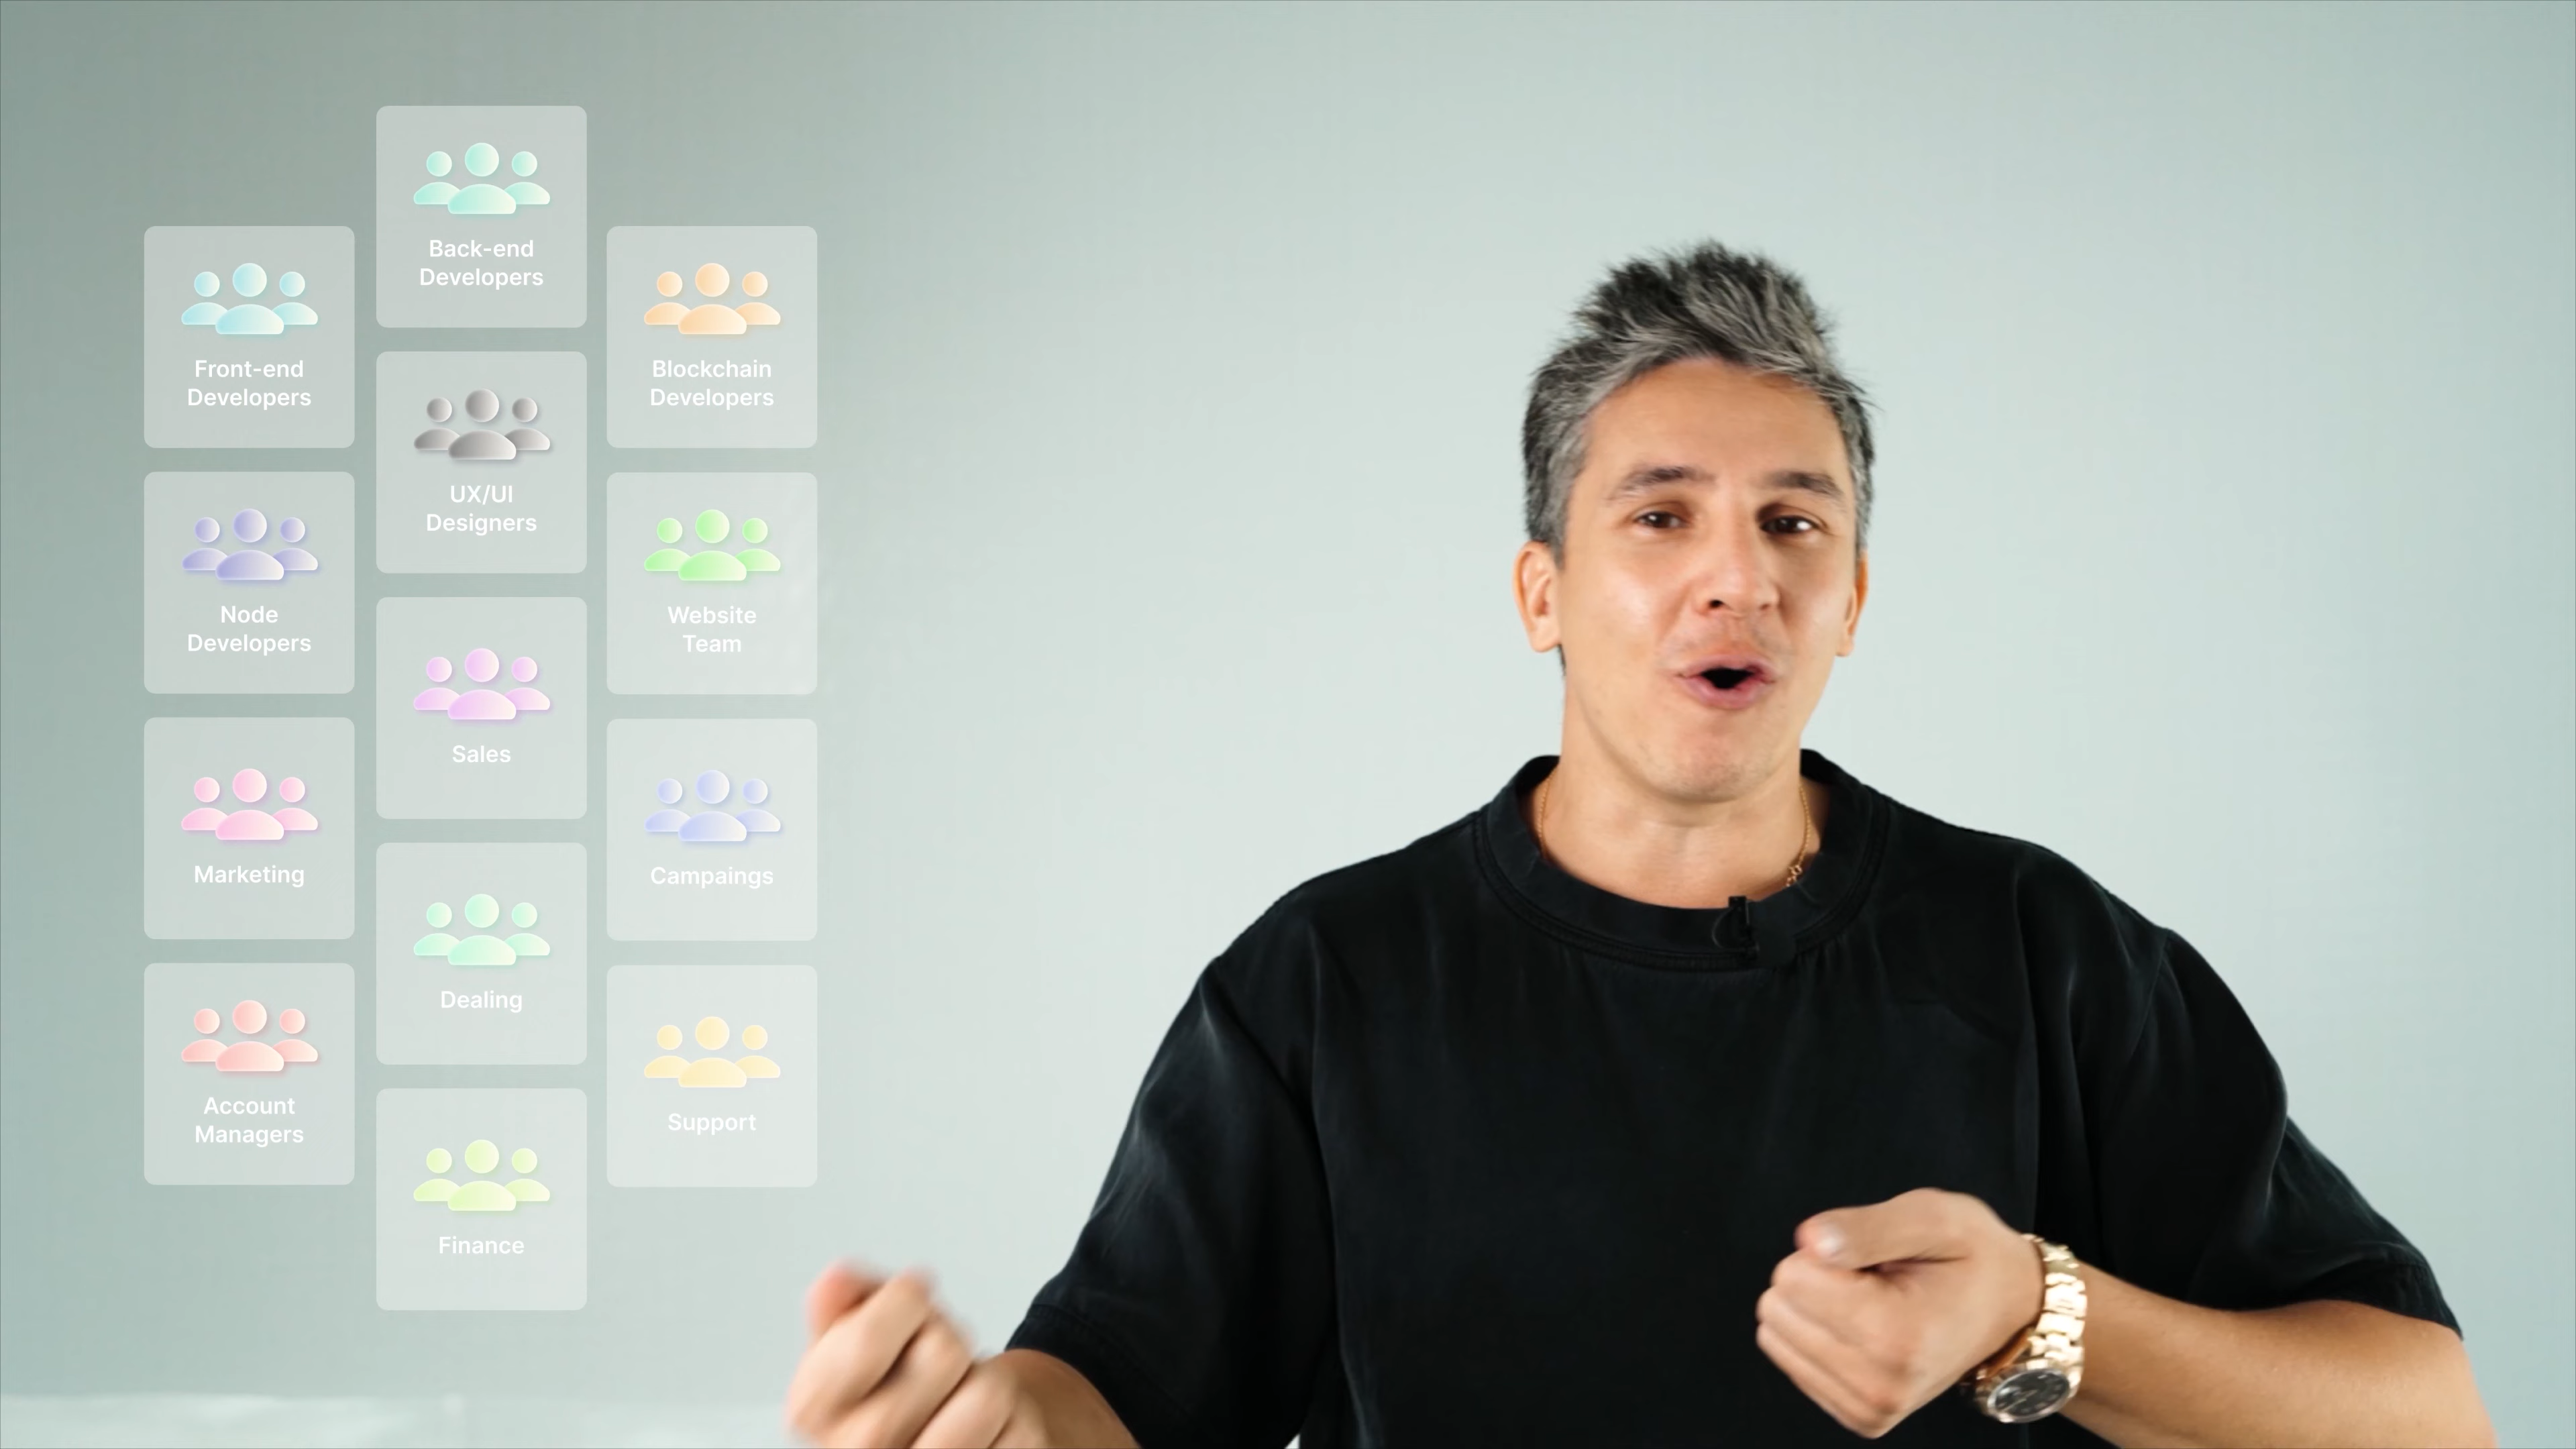 Back-end
Developers
Front-end
Developers
Blockchain
Developers
UX/UI
Designers
Node
Developers
Website
Team
Sales
Marketing
Campaings
Dealing
Account
Managers
Support
Finance